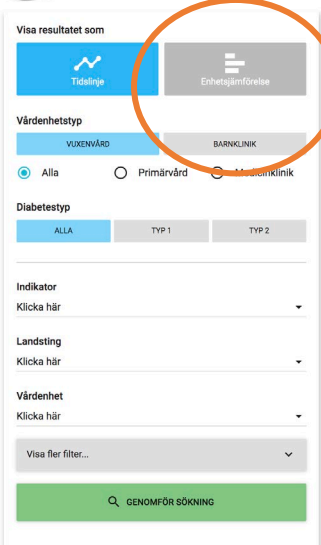 Visa resultatet som
Tidslinje Enhetsjämförelse
Vårdenhetstyp
VUXENVÅRD BARNKLINIK
Alla Primärvård Medicinklinik
Diabetestyp
ALLA TYP 1 TYP 2
Indikator
Klicka här
Landsting
Klicka här
Vårdenhet
Klicka här
Visa fler filter...
GENOMFÖR SÖKNING